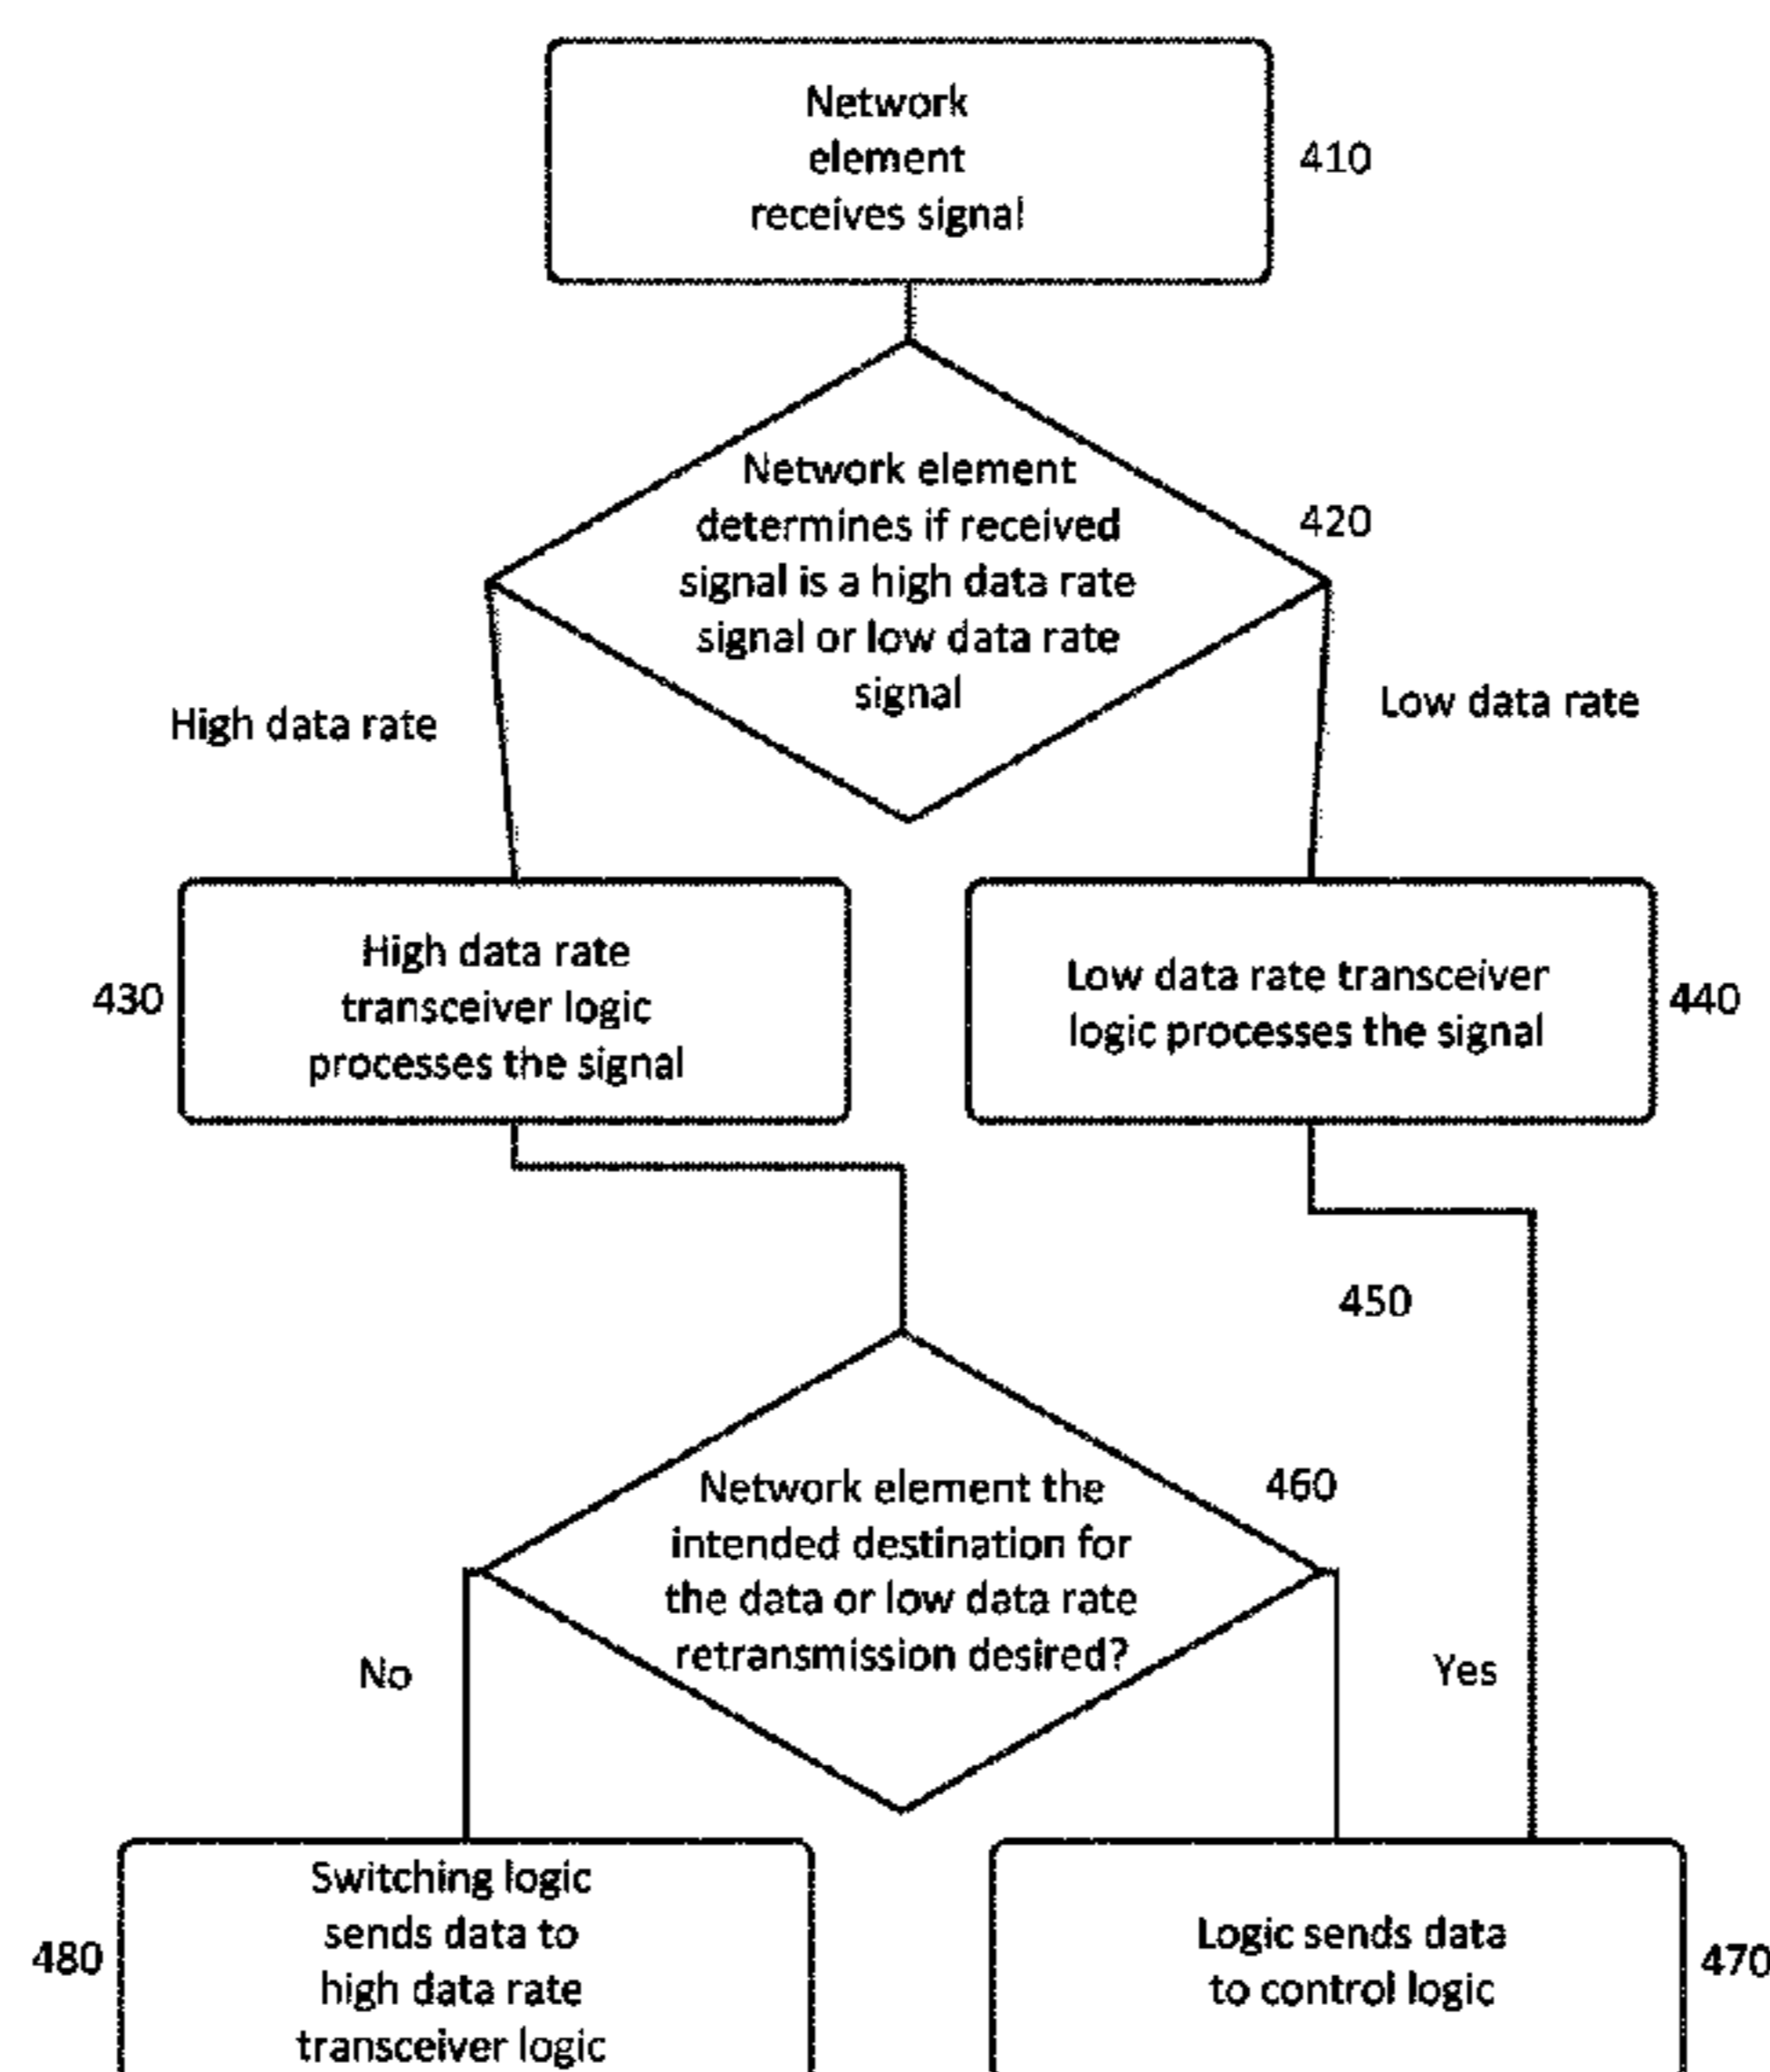 Network
element
receives signal
410
Network element
determines if received
signal is a high data rate
signal or low data rate
signal
420
High data rate
Low data rate
430
High data rate
transceiver logic
processes the signal
Low data rate transceiver
logic processes the signal
440
450
Network element the
intended destination for
the data or low data rate
retransmission desired?
460
No
Yes
480
Switching logic
sends data to
high data rate
transceiver logic
Logic sends data
to control logic
470